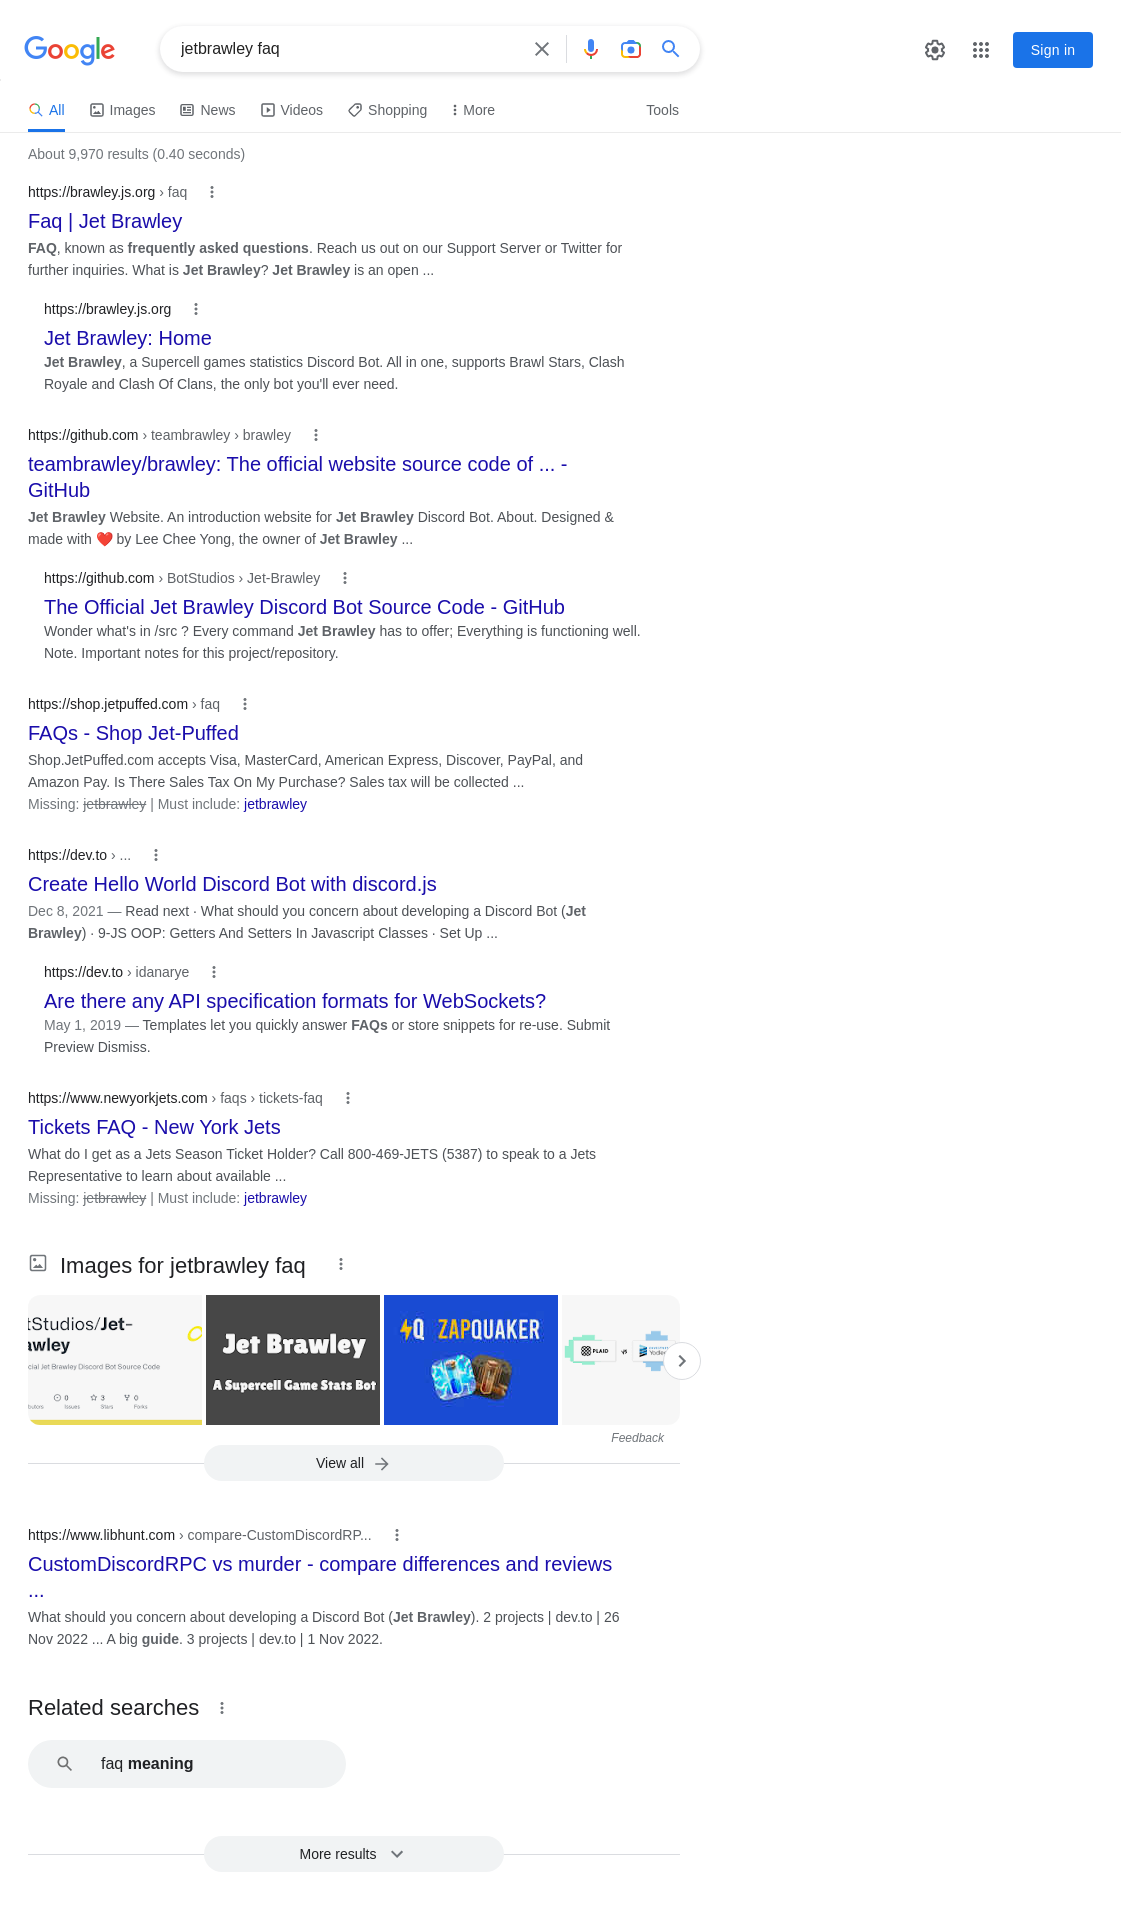 Google
jetbrawley faq
Sign in
All
Images
News
Videos
Shopping
More
Tools
About 9,970 results (0.40 seconds)
https://brawley.js.org › faq
Faq | Jet Brawley
FAQ, known as frequently asked questions. Reach us out on our Support Server or Twitter for
further inquiries. What is Jet Brawley? Jet Brawley is an open ...
https://brawley.js.org
Jet Brawley: Home
Jet Brawley, a Supercell games statistics Discord Bot. All in one, supports Brawl Stars, Clash
Royale and Clash Of Clans, the only bot you'll ever need.
https://github.com › teambrawley › brawley
teambrawley/brawley: The official website source code of ... -
GitHub
Jet Brawley Website. An introduction website for Jet Brawley Discord Bot. About. Designed &
made with ❤️ by Lee Chee Yong, the owner of Jet Brawley ...
https://github.com › BotStudios › Jet-Brawley
The Official Jet Brawley Discord Bot Source Code - GitHub
Wonder what's in /src ? Every command Jet Brawley has to offer; Everything is functioning well.
Note. Important notes for this project/repository.
https://shop.jetpuffed.com › faq
FAQs - Shop Jet-Puffed
Shop.JetPuffed.com accepts Visa, MasterCard, American Express, Discover, PayPal, and
Amazon Pay. Is There Sales Tax On My Purchase? Sales tax will be collected ...
Missing: jetbrawley | Must include: jetbrawley
https://dev.to › ...
Create Hello World Discord Bot with discord.js
Dec 8, 2021 — Read next · What should you concern about developing a Discord Bot (Jet
Brawley) · 9-JS OOP: Getters And Setters In Javascript Classes · Set Up ...
https://dev.to › idanarye
Are there any API specification formats for WebSockets?
May 1, 2019 — Templates let you quickly answer FAQs or store snippets for re-use. Submit
Preview Dismiss.
https://www.newyorkjets.com › faqs › tickets-faq
Tickets FAQ - New York Jets
What do I get as a Jets Season Ticket Holder? Call 800-469-JETS (5387) to speak to a Jets
Representative to learn about available ...
Missing: jetbrawley | Must include: jetbrawley
Images for jetbrawley faq
tStudios/Jet-
awley
cial Jet Brawley Discord Bot Source Code
0
3
0
butors
Issues
Stars
Forks
Jet Brawley
A Supercell Game Stats Bot
Q ZAPQUAKER
PLAID
vs
Yodlee
Feedback
View all
https://www.libhunt.com › compare-CustomDiscordRP...
CustomDiscordRPC vs murder - compare differences and reviews
...
What should you concern about developing a Discord Bot (Jet Brawley). 2 projects | dev.to | 26
Nov 2022 ... A big guide. 3 projects | dev.to | 1 Nov 2022.
Related searches
faq meaning
More results